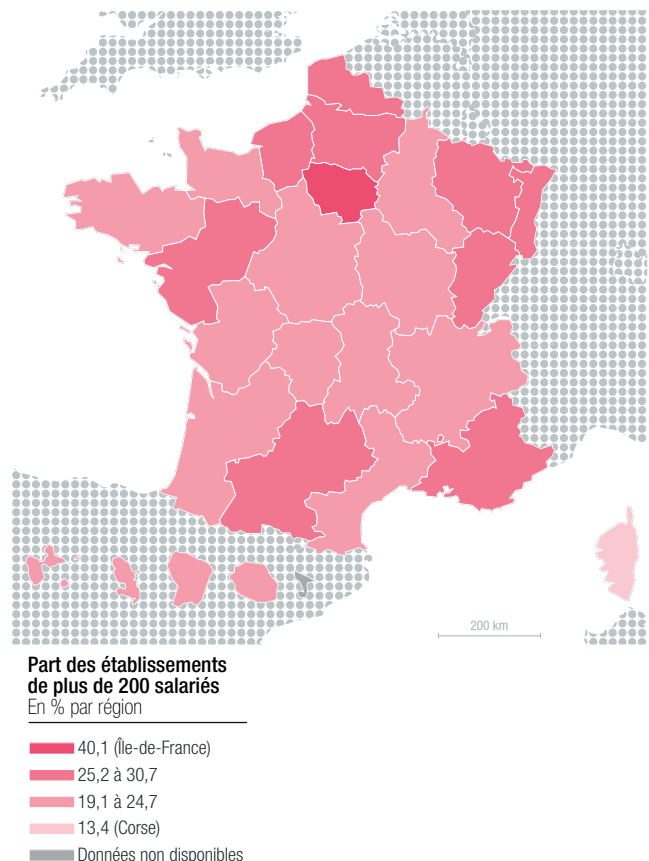 200 km
Part des établissements
de plus de 200 salariés
En % par région
40,1 (Île-de-France)
25,2 à 30,7
19,1 à 24,7
13,4 (Corse)
Données non disponibles